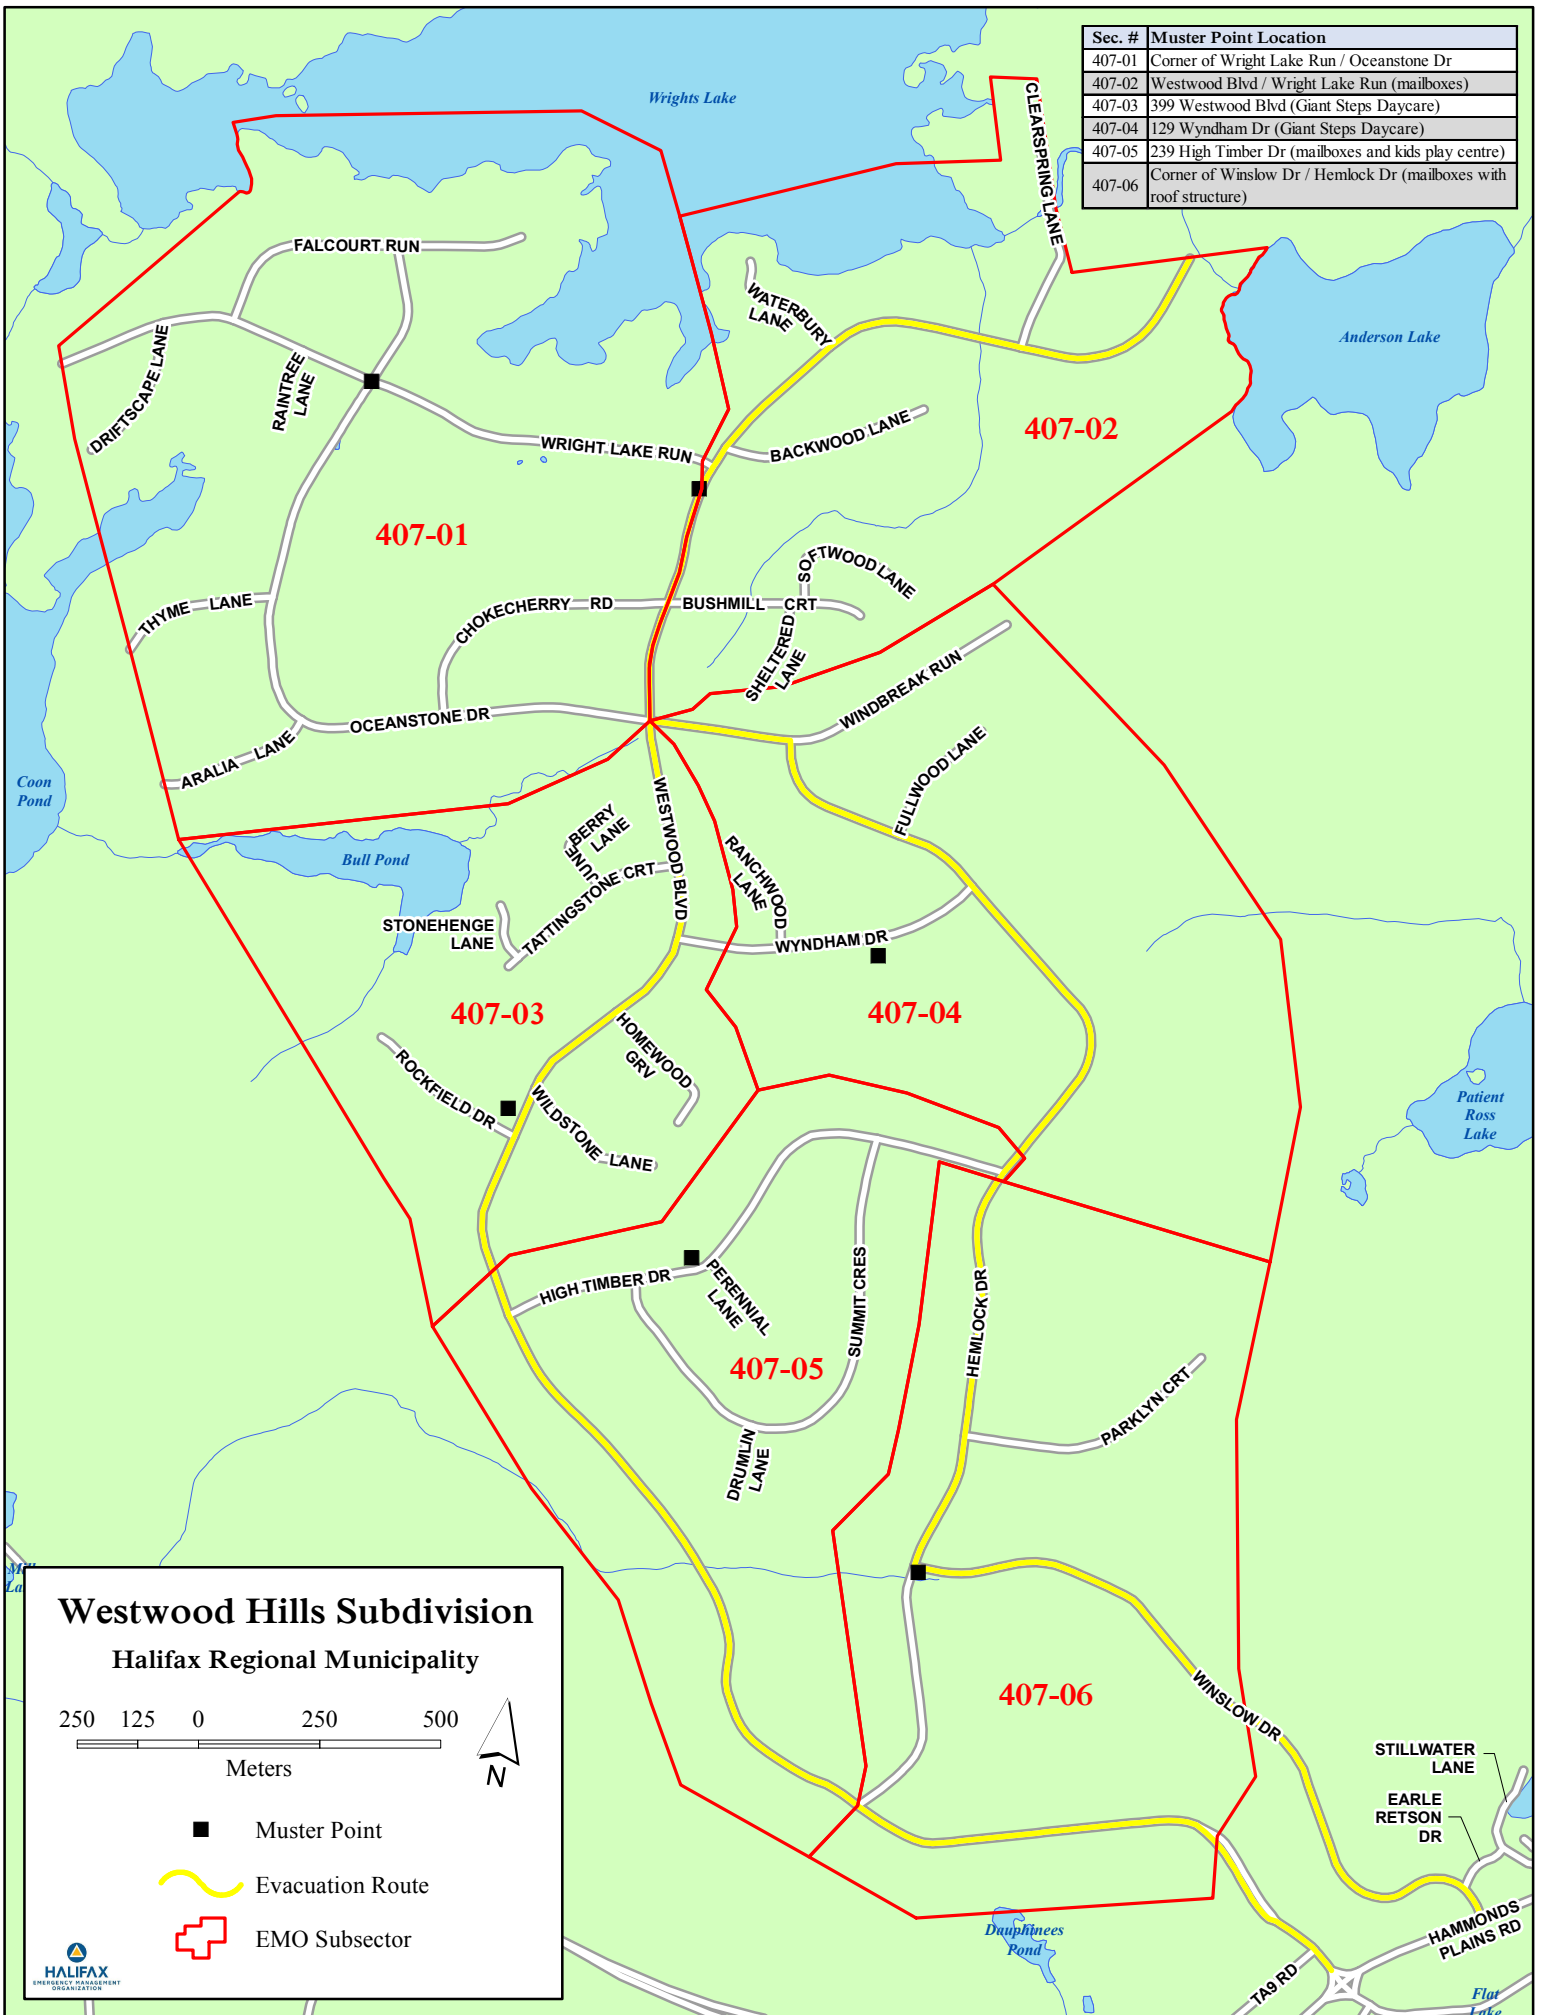 Sec. # Muster Point Location
407-01 Corner of Wright Lake Run / Oceanstone Dr
407-02 Westwood Blvd / Wright Lake Run (mailboxes)
407-03 399 Westwood Blvd (Giant Steps Daycare)
407-04 129 Wyndham Dr (Giant Steps Daycare)
407-05 239 High Timber Dr (mailboxes and kids play centre)
407-06 Corner of Winslow Dr / Hemlock Dr (mailboxes with
roof structure)
Wrights Lake
CLEARSPRING LANE
FALCOURT RUN
WATERBURY
LANE
Anderson Lake
DRIFTSCAPE LANE
RAINTREE
LANE
407-02
BACKWOOD LANE
WRIGHT LAKE RUN
407-01
SOFTWOOD LANE
THYME LANE
CHOKECHERRY RD
BUSHMILL CRT
SHELTERED
LANE
WINDBREAK RUN
OCEANSTONE DR
ARALIA LANE
FULLWOOD LANE
Coon
Pond
WESTWOOD BLVD
JUNEBERRY
LANE
RANCHWOOD
LANE
Bull Pond
TATTINGSTONE CRT
STONEHENGE
LANE
WYNDHAM DR
407-03
407-04
HOMEWOOD
GRV
ROCKFIELD DR
WILDSTONE LANE
Patient
Ross
Lake
HIGH TIMBER DR
PERENNIAL
LANE
SUMMIT CRES
HEMLOCK DR
407-05
PARKLYN CRT
DRUMLIN
LANE
407-06
WINSLOW DR
STILLWATER
LANE
EARLE
RETSON
DR
HAMMONDS
PLAINS RD
Dauphinees
Pond
TA9 RD
Flat
Lake
Westwood Hills Subdivision
Halifax Regional Municipality
250 125 0 250 500
Meters
N
Muster Point
Evacuation Route
EMO Subsector
HALIFAX
EMERGENCY MANAGEMENT
ORGANIZATION